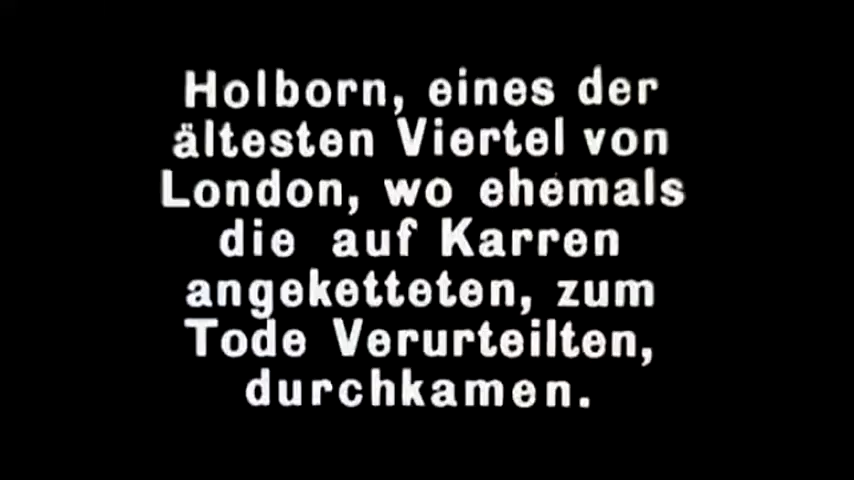 Holborn, eines der
ältesten Viertel von
London, wo ehemals
die auf Karren
angeketteten, zum
Tode Verurteilten,
durchkamen.